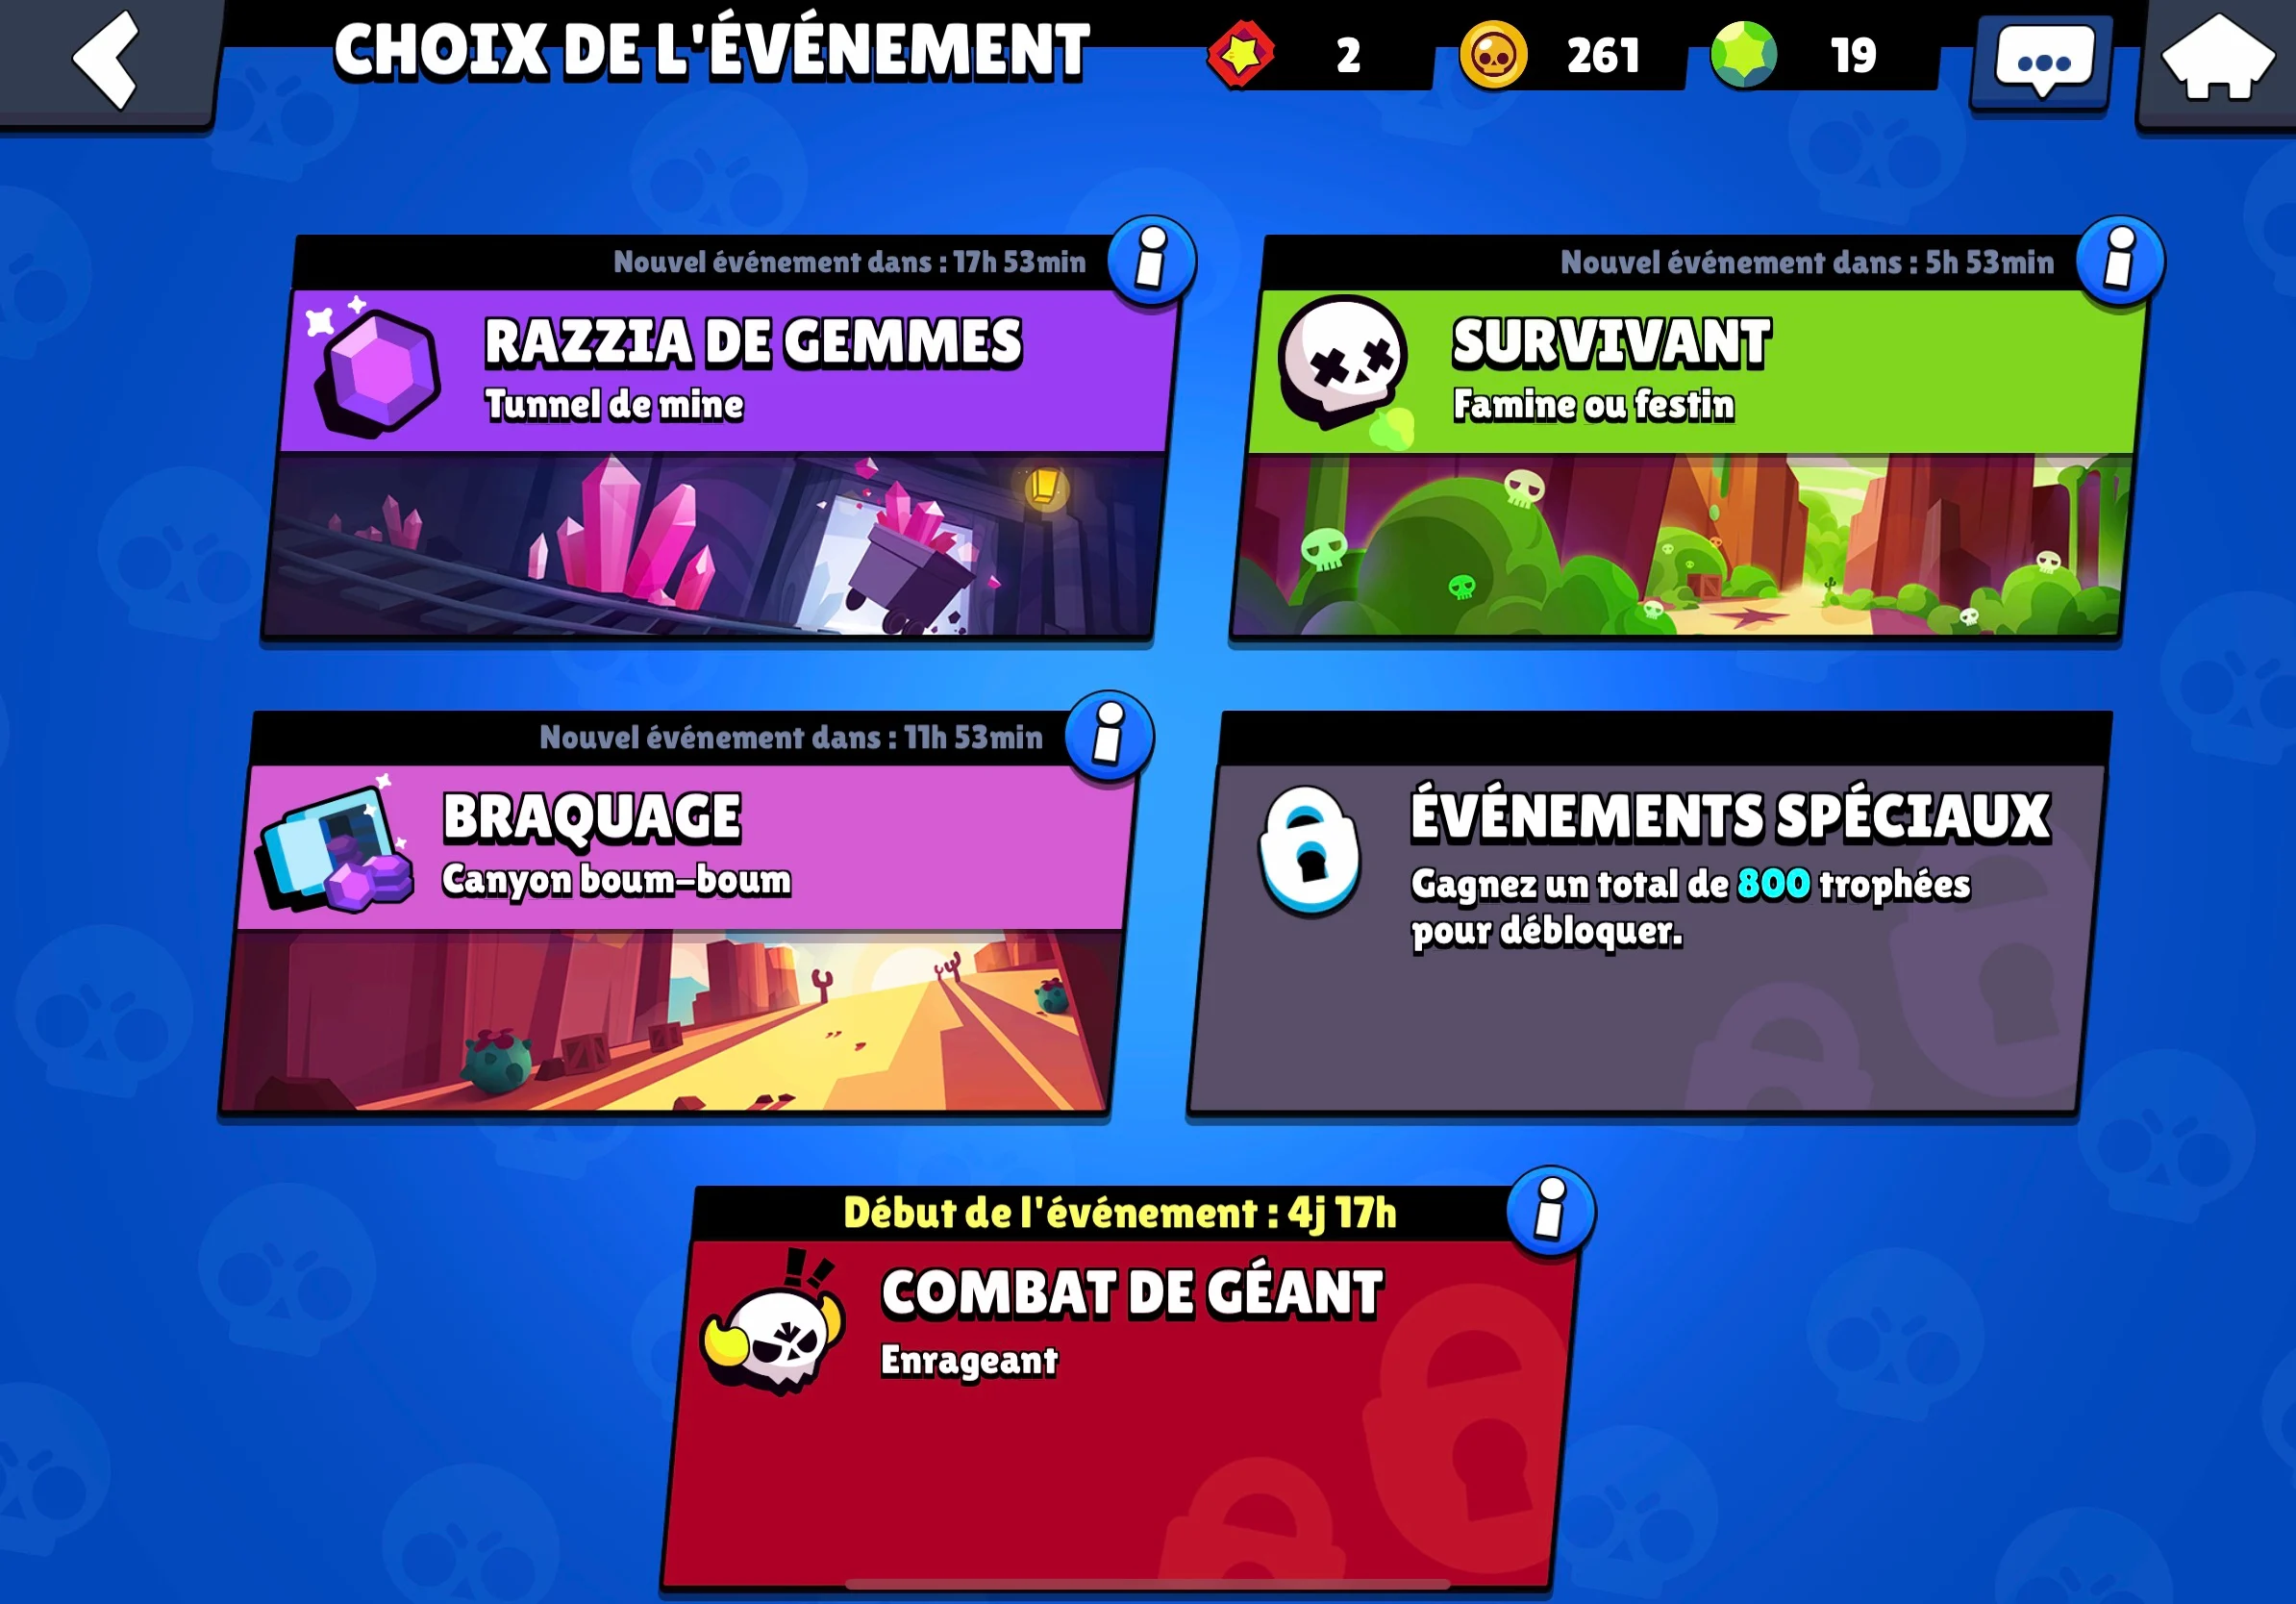 CHOIX DE L'ÉVÉNEMENT
2
261
19
Nouvel événement dans : 17h 53min
RAZZIA DE GEMMES
Tunnel de mine
Nouvel événement dans : 5h 53min
SURVIVANT
Famine ou festin
Nouvel événement dans : 11h 53min
BRAQUAGE
Canyon boum-boum
ÉVÉNEMENTS SPÉCIAUX
Gagnez un total de 800 trophées
pour débloquer.
Début de l'événement : 4j 17h
COMBAT DE GÉANT
Enrageant